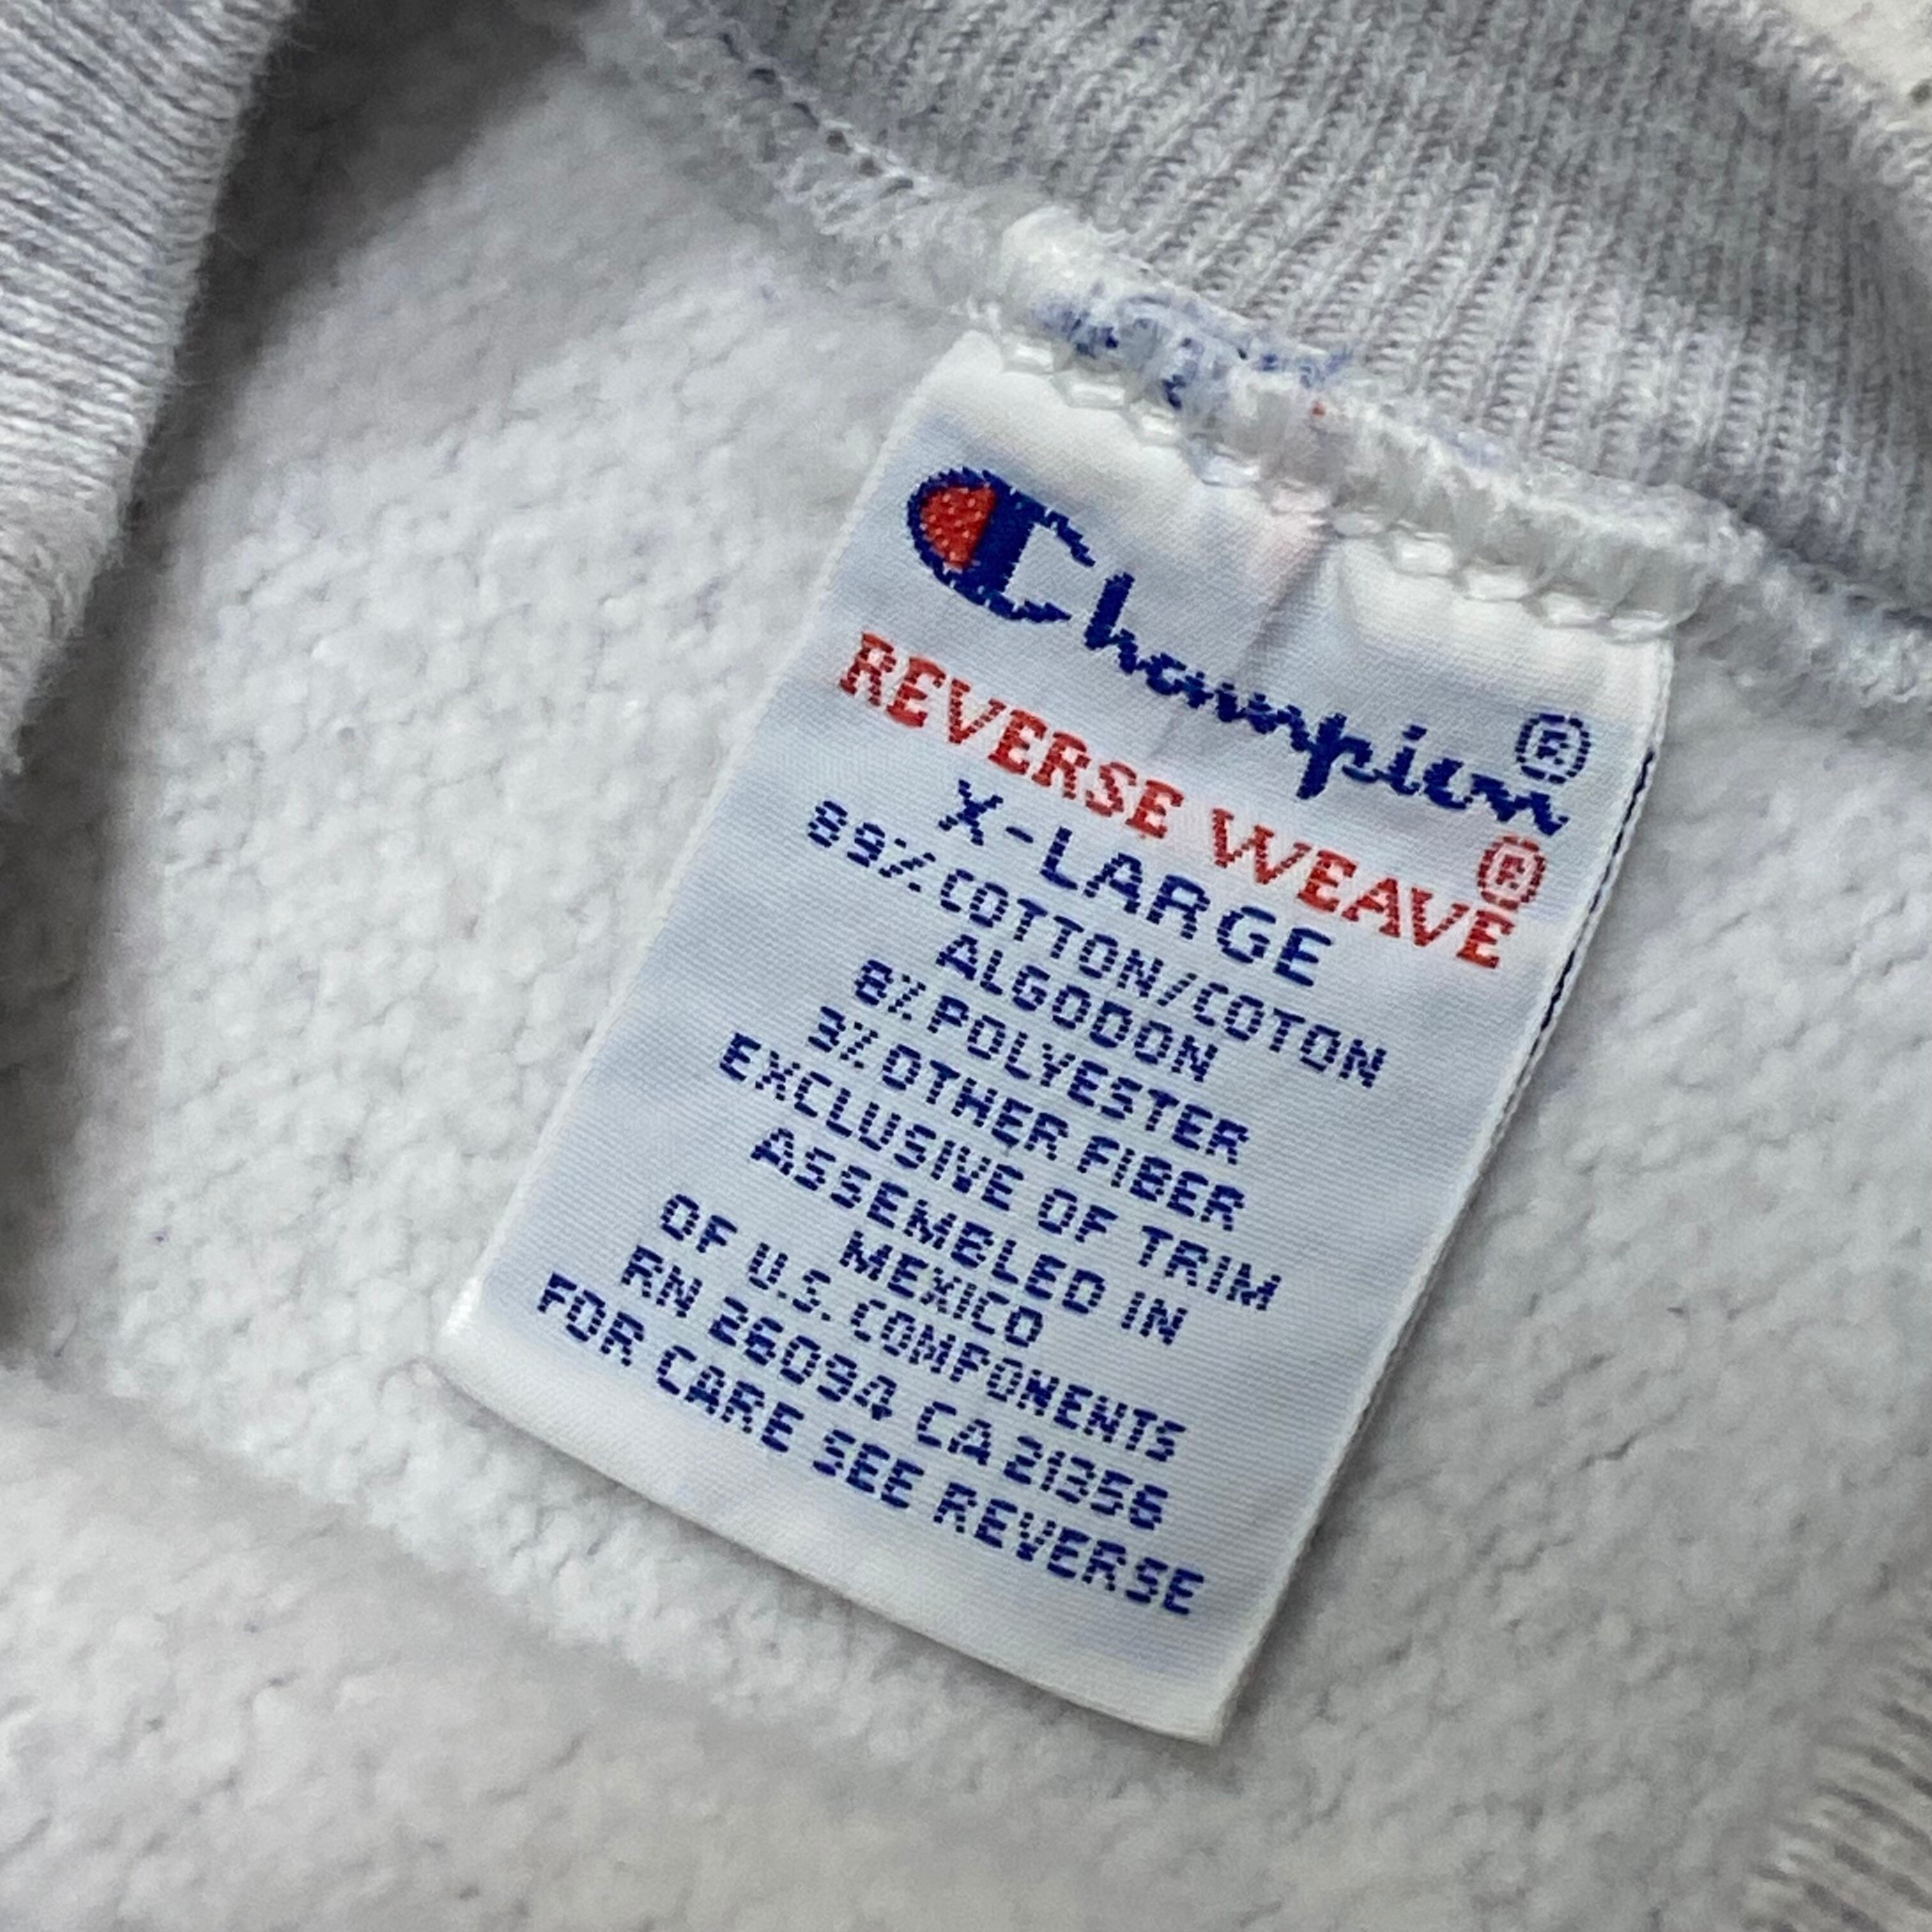 Champion®
REVERSE WEAVE®
X-LARGE
89% COTTON/COTON
ALGODON
8% POLYESTER
3% OTHER FIBER
EXCLUSIVE OF TRIM
ASSEMBLED IN
MEXICO
OF U.S. COMPONENTS
RN 26094 CA 21356
FOR CARE SEE REVERSE